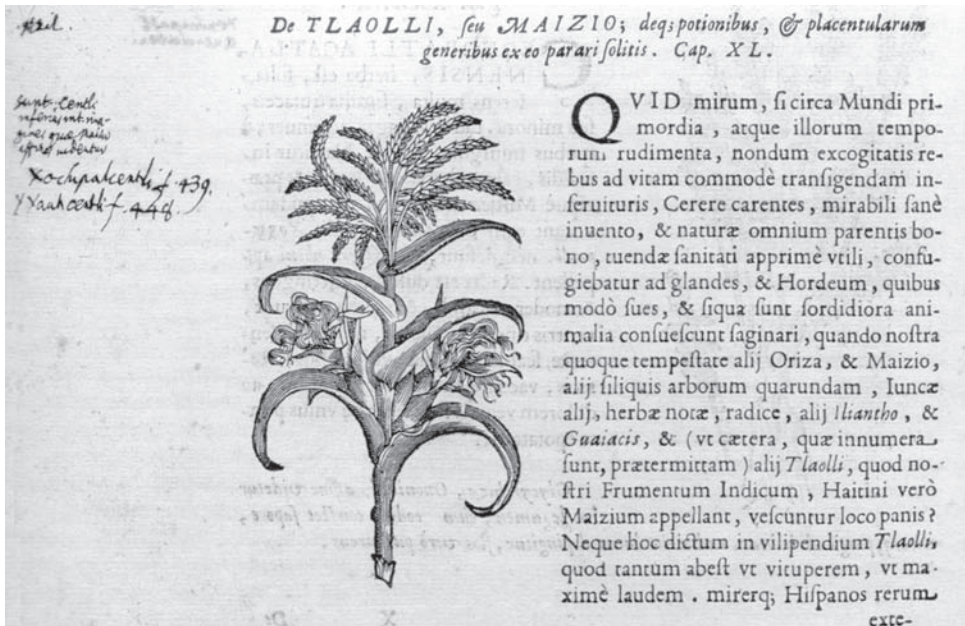 De TLAOLLI, ſeu MAIZIO; deq; potionibus, & placentularum
generibus ex eo parari ſolitis. Cap. XL.
ſunt. Centli
Xochipalcentli f. 439.
Yyauhcentli f. 448.
QVID mirum, ſi circa Mundi pri-
mordia, atque illorum tempo-
rum rudimenta, nondum excogitatis re-
bus ad vitam commodè tranſigendam in-
ſeruituris, Cerere carentes, mirabili ſanè
inuento, & naturæ omnium parentis bo-
no, tuendæ ſanitati apprimè vtili, confu-
giebatur ad glandes, & Hordeum, quibus
modò ſues, & ſiqua ſunt ſordidiora ani-
malia conſueſcunt ſaginari, quando noſtra
quoque tempeſtate alij Oriza, & Maizio,
alij ſiliquis arborum quarundam, Iuncæ
alij, herbæ notæ, radice, alij Iliantho, &
Guaiacis, & (vt cætera, quæ innumera
ſunt, prætermittam) alij Tlaolli, quod no-
ſtri Frumentum Indicum, Haitini verò
Maizium appellant, veſcuntur loco panis?
Neque hoc dictum in vilipendium Tlaolli,
quod tantum abeſt vt vituperem, vt ma-
ximè laudem. mirerq; Hiſpanos rerum
exte-